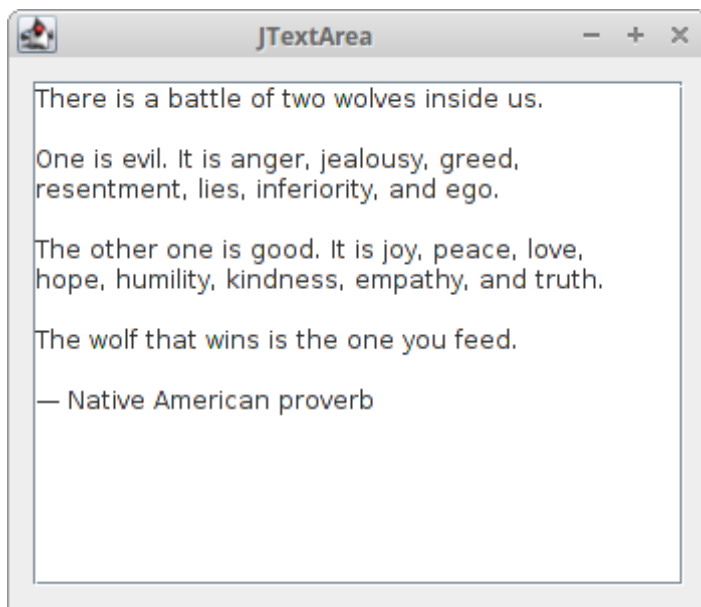 JTextArea
There is a battle of two wolves inside us.
One is evil. It is anger, jealousy, greed,
resentment, lies, inferiority, and ego.
The other one is good. It is joy, peace, love,
hope, humility, kindness, empathy, and truth.
The wolf that wins is the one you feed.
— Native American proverb